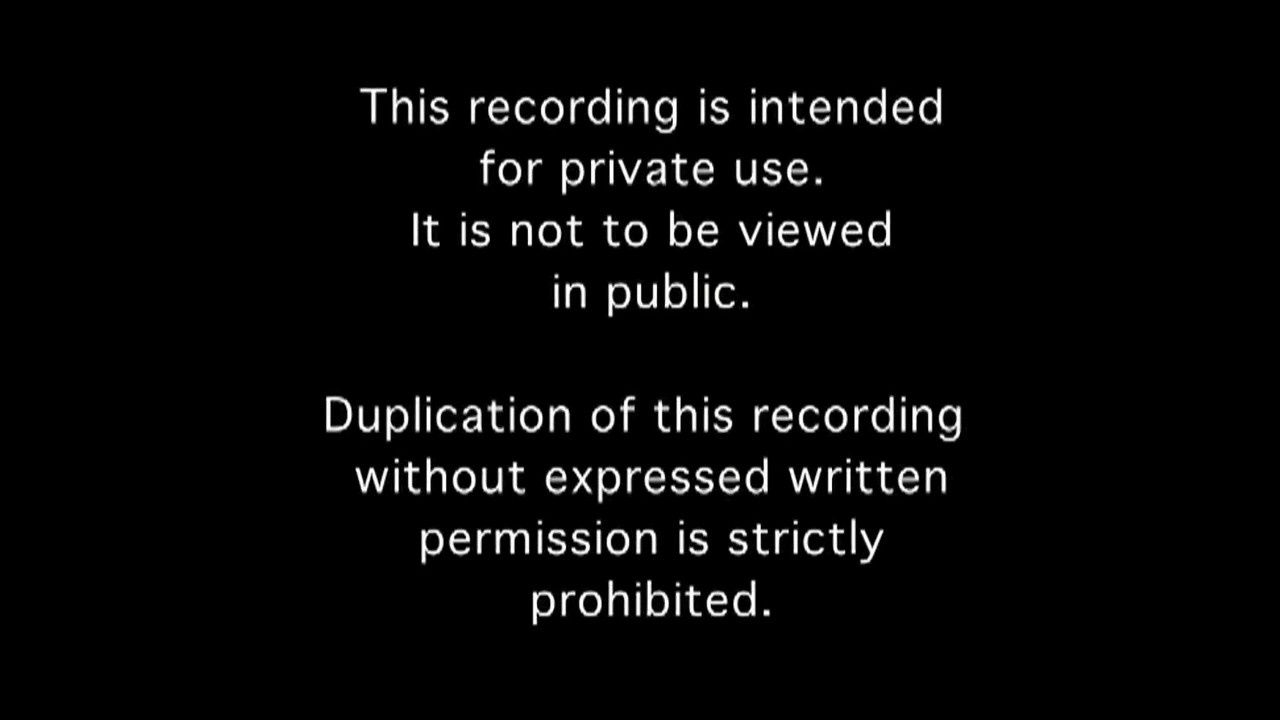 This recording is intended
for private use.
It is not to be viewed
in public.
Duplication of this recording
without expressed written
permission is strictly
prohibited.